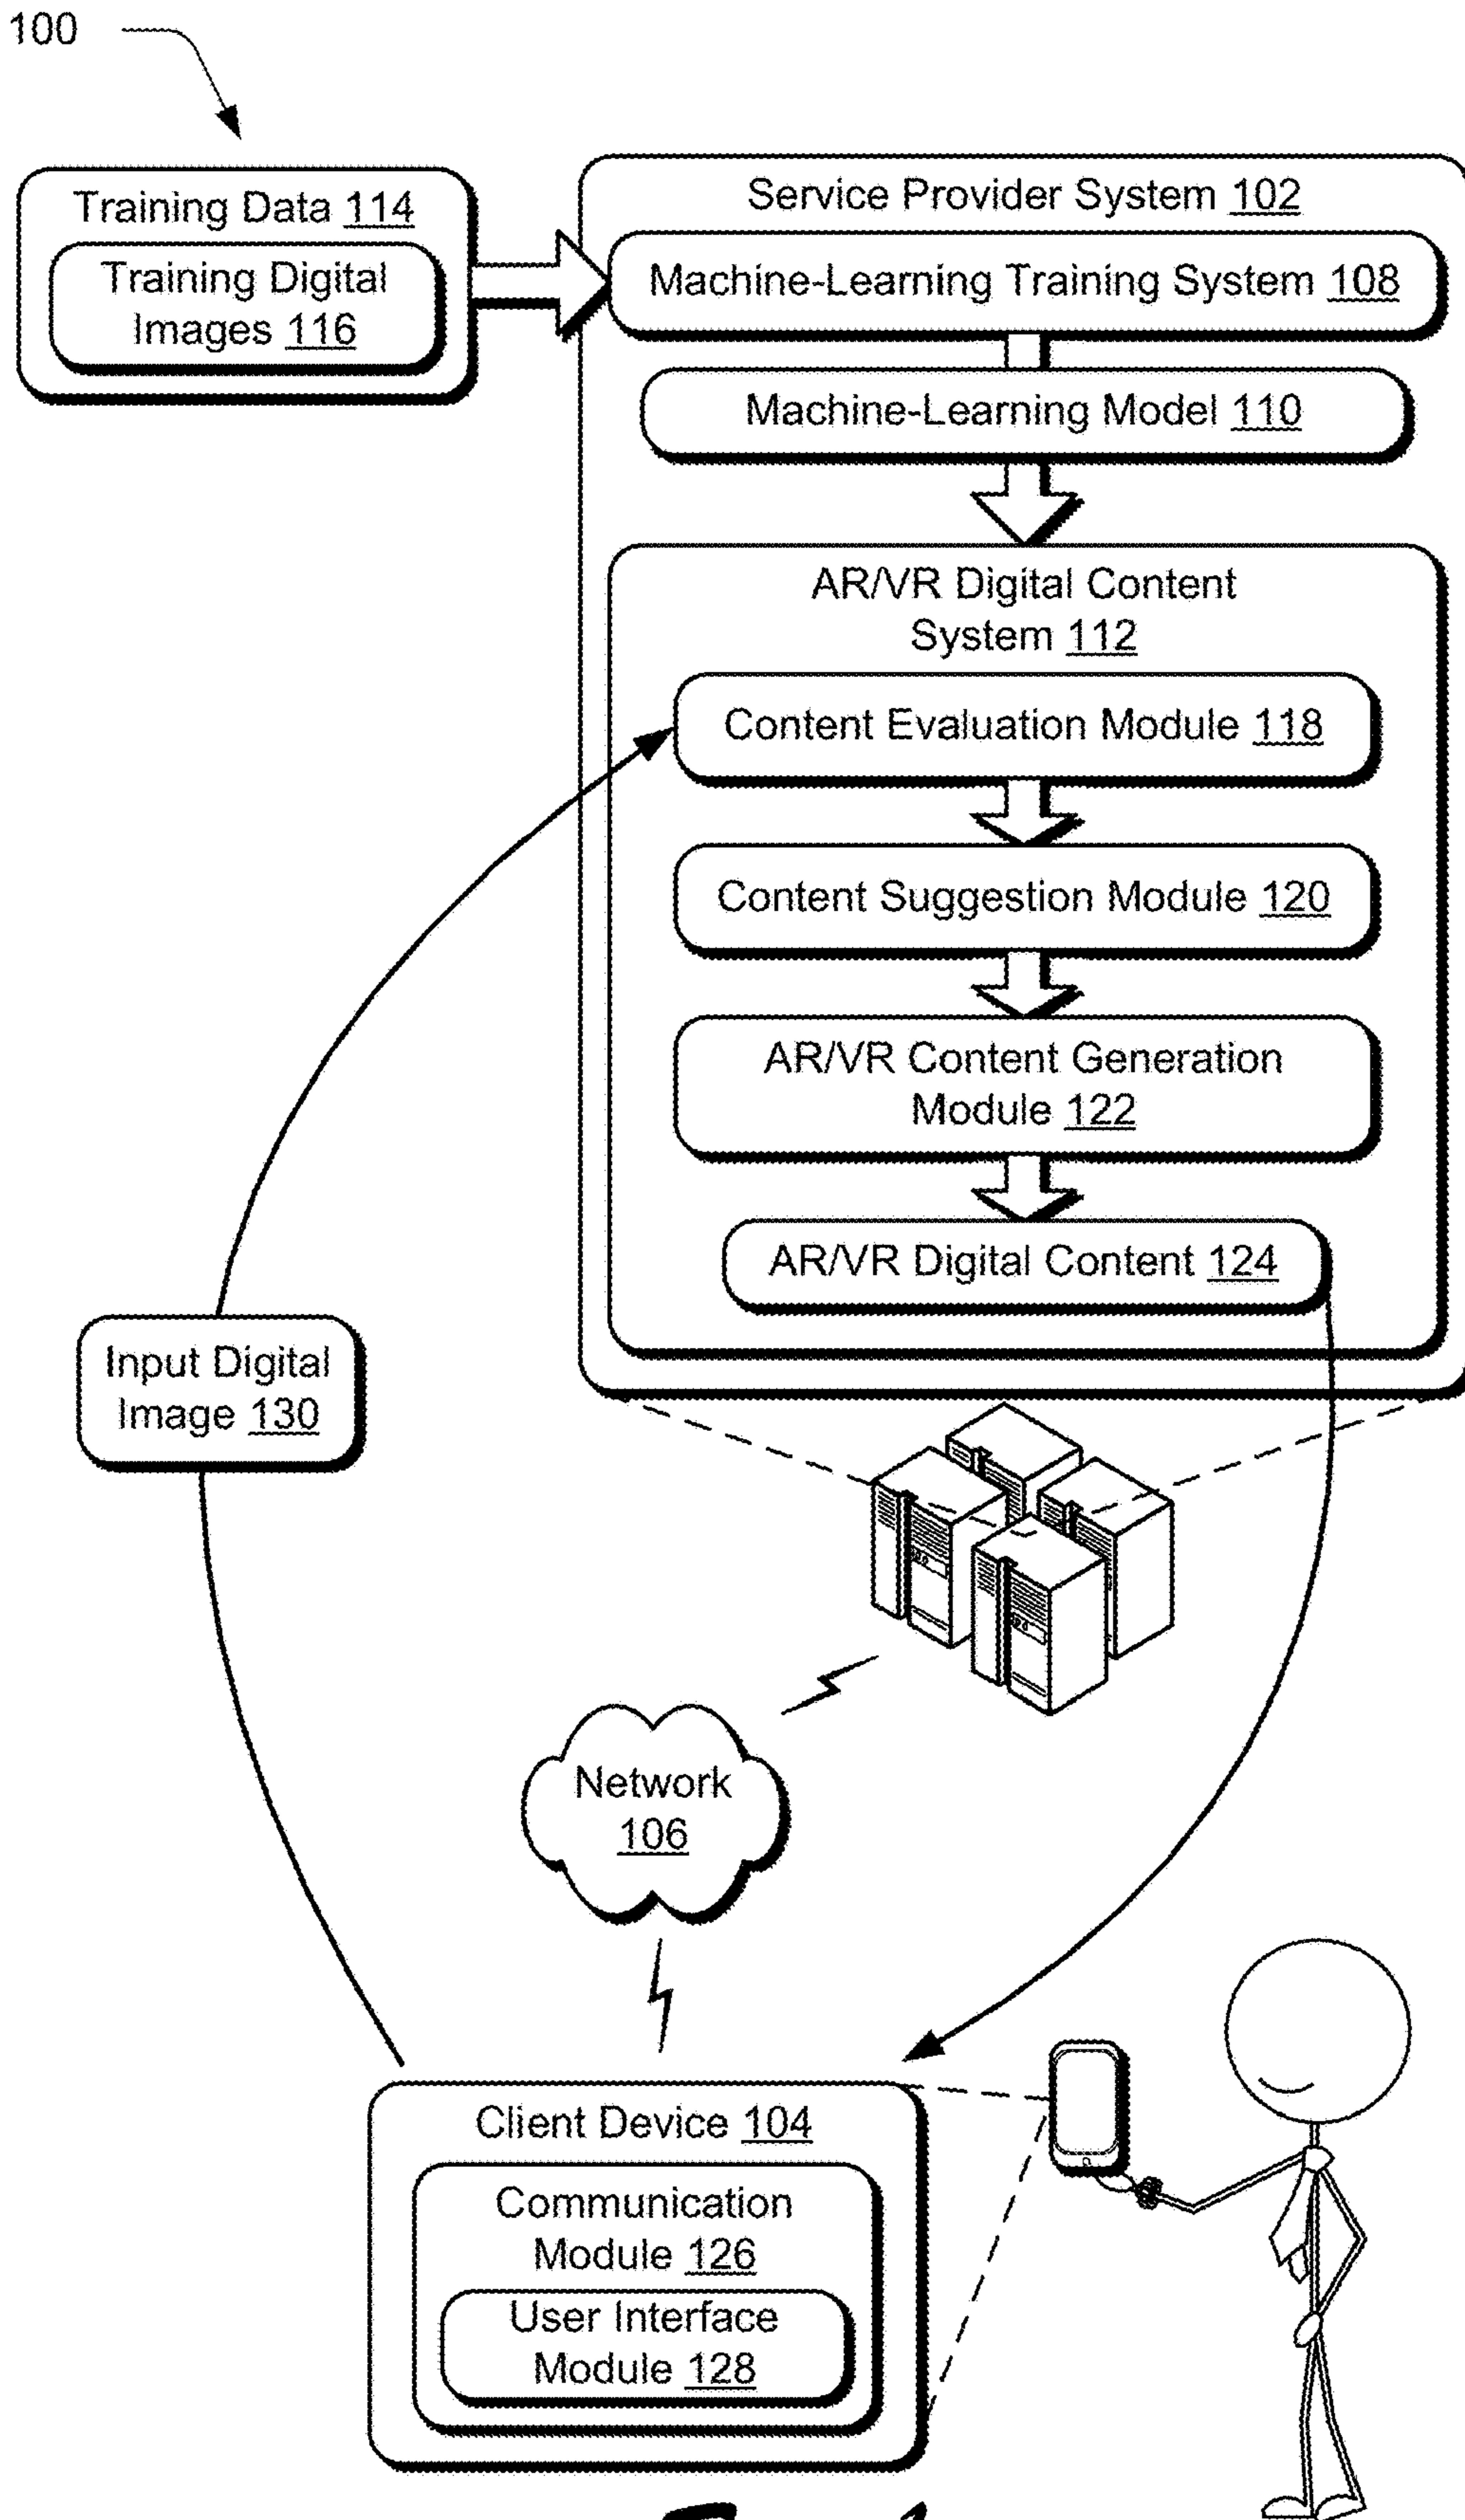 100
Training Data 114
Training Digital
Images 116
Service Provider System 102
Machine-Learning Training System 108
Machine-Learning Model 110
AR/VR Digital Content
System 112
Content Evaluation Module 118
Content Suggestion Module 120
AR/VR Content Generation
Module 122
AR/VR Digital Content 124
Input Digital
Image 130
Network
106
Client Device 104
Communication
Module 126
User Interface
Module 128